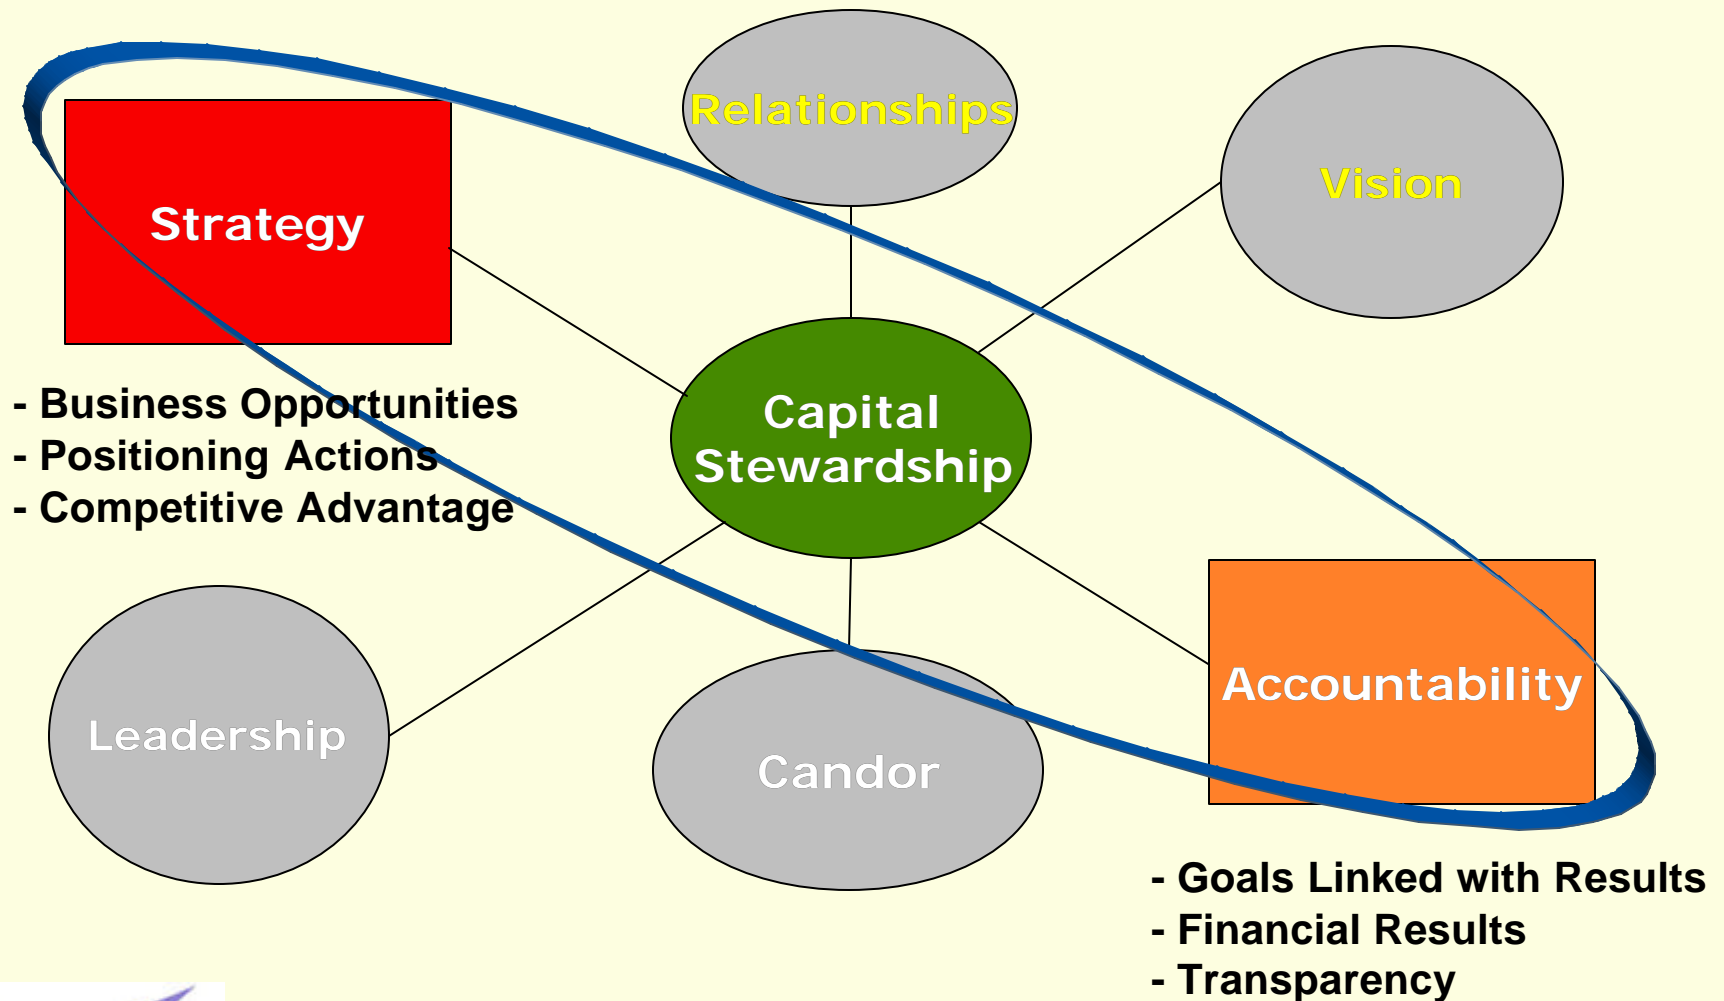 Relationships
Vision
Strategy
Capital
Stewardship
- Business Opportunities
- Positioning Actions
- Competitive Advantage
Leadership
Candor
Accountability
- Goals Linked with Results
- Financial Results
- Transparency